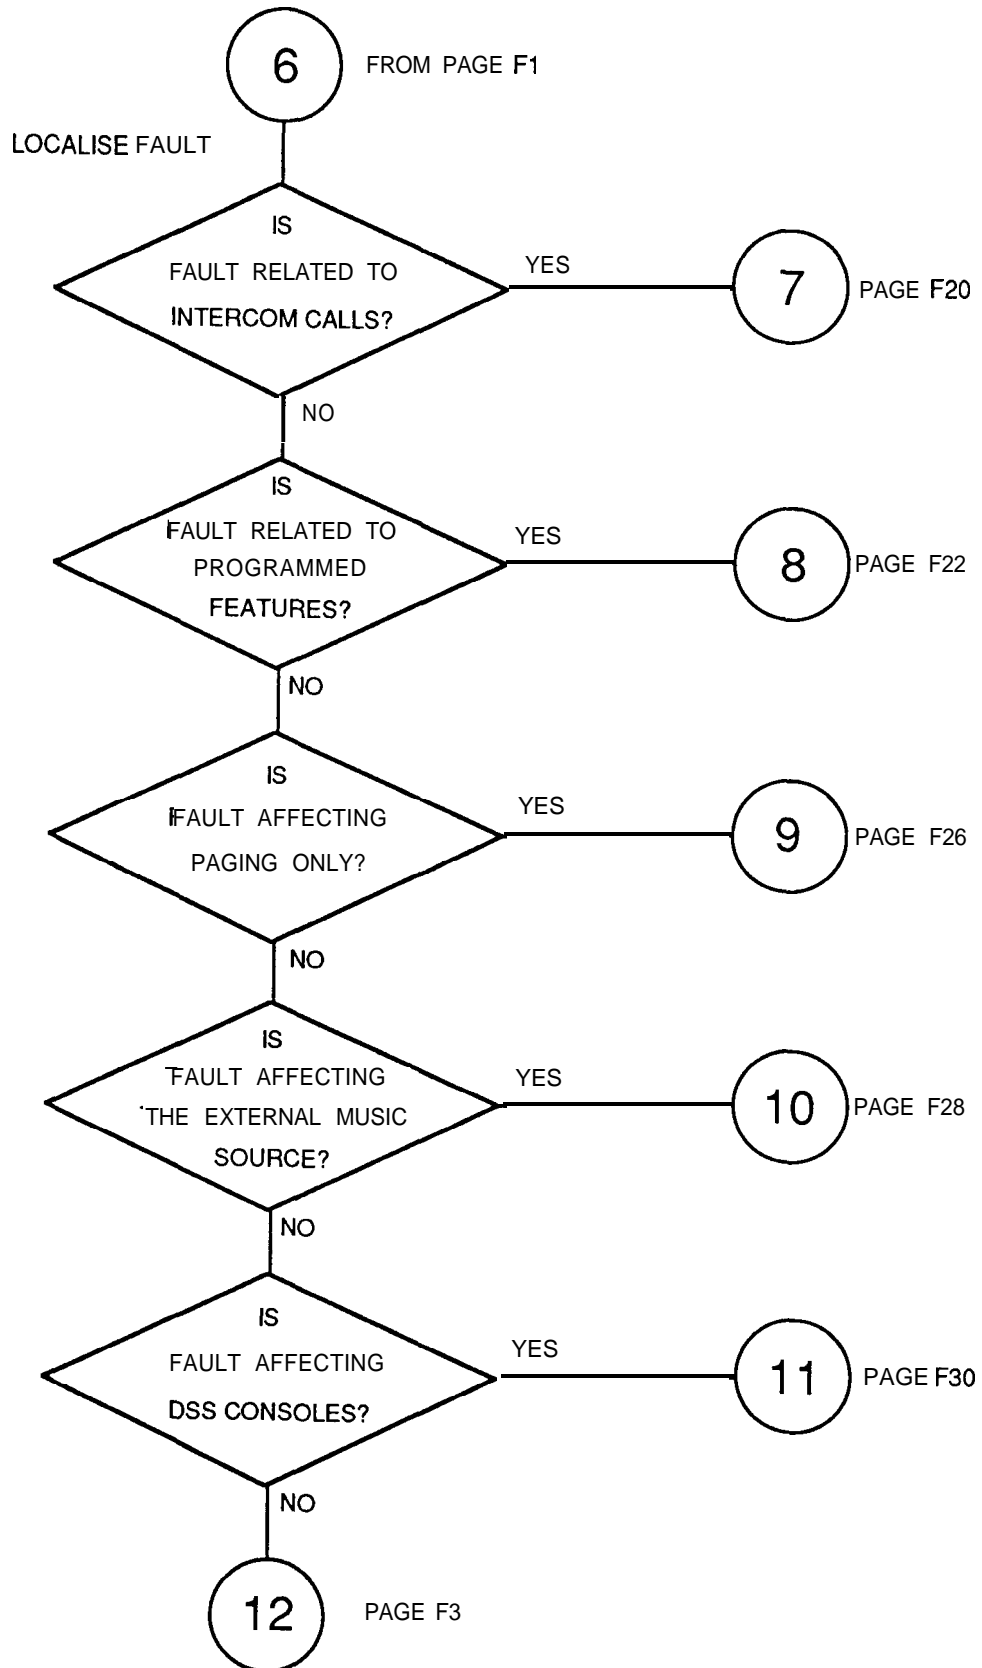 6
FROM PAGE F1
LOCALISE FAULT
IS
FAULT RELATED TO
INTERCOM CALLS?
YES
7
PAGE F20
NO
IS
FAULT RELATED TO
PROGRAMMED
FEATURES?
YES
8
PAGE F22
NO
IS
FAULT AFFECTING
PAGING ONLY?
YES
9
PAGE F26
NO
IS
FAULT AFFECTING
THE EXTERNAL MUSIC
SOURCE?
YES
10
PAGE F28
NO
IS
FAULT AFFECTING
DSS CONSOLES?
YES
11
PAGE F30
NO
12
PAGE F3